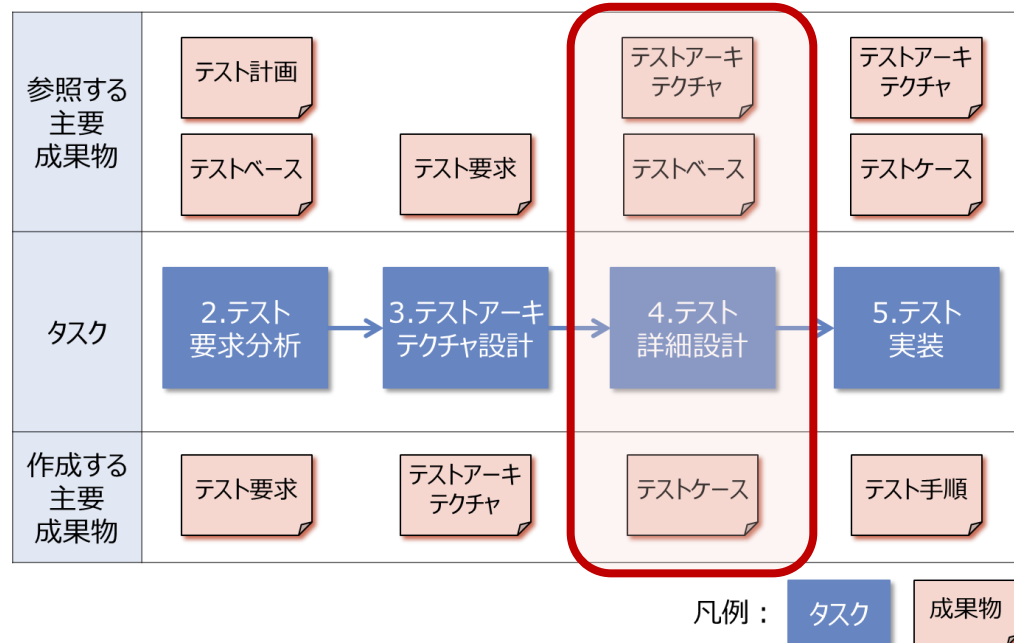 参照する
主要
成果物
テスト計画
テストベース
テスト要求
テストアーキ
テクチャ
テストベース
テストアーキ
テクチャ
テストケース
タスク
2.テスト
要求分析
3.テストアーキ
テクチャ設計
4.テスト
詳細設計
5.テスト
実装
作成する
主要
成果物
テスト要求
テストアーキ
テクチャ
テストケース
テスト手順
凡例：
タスク
成果物